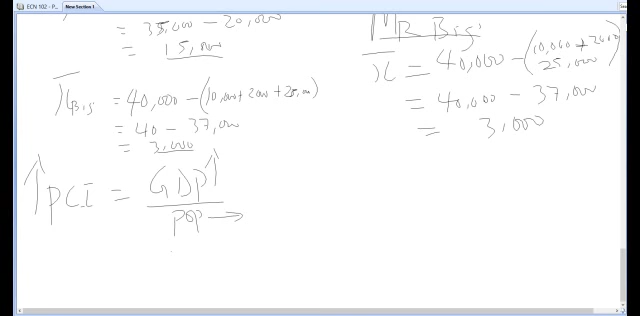 ECN 102 - P...
New Section 1
= 35,000 - 20,000
= 15,000
π Big = 40,000 - (10,000 + 2000 + 25,000)
= 40 - 37,000
= 3,000
↑ PCI = GDP ↑
POP →
MR Big:
π = 40,000 - (10,000 + 2000
25,000)
= 40,000 - 37,000
= 3,000